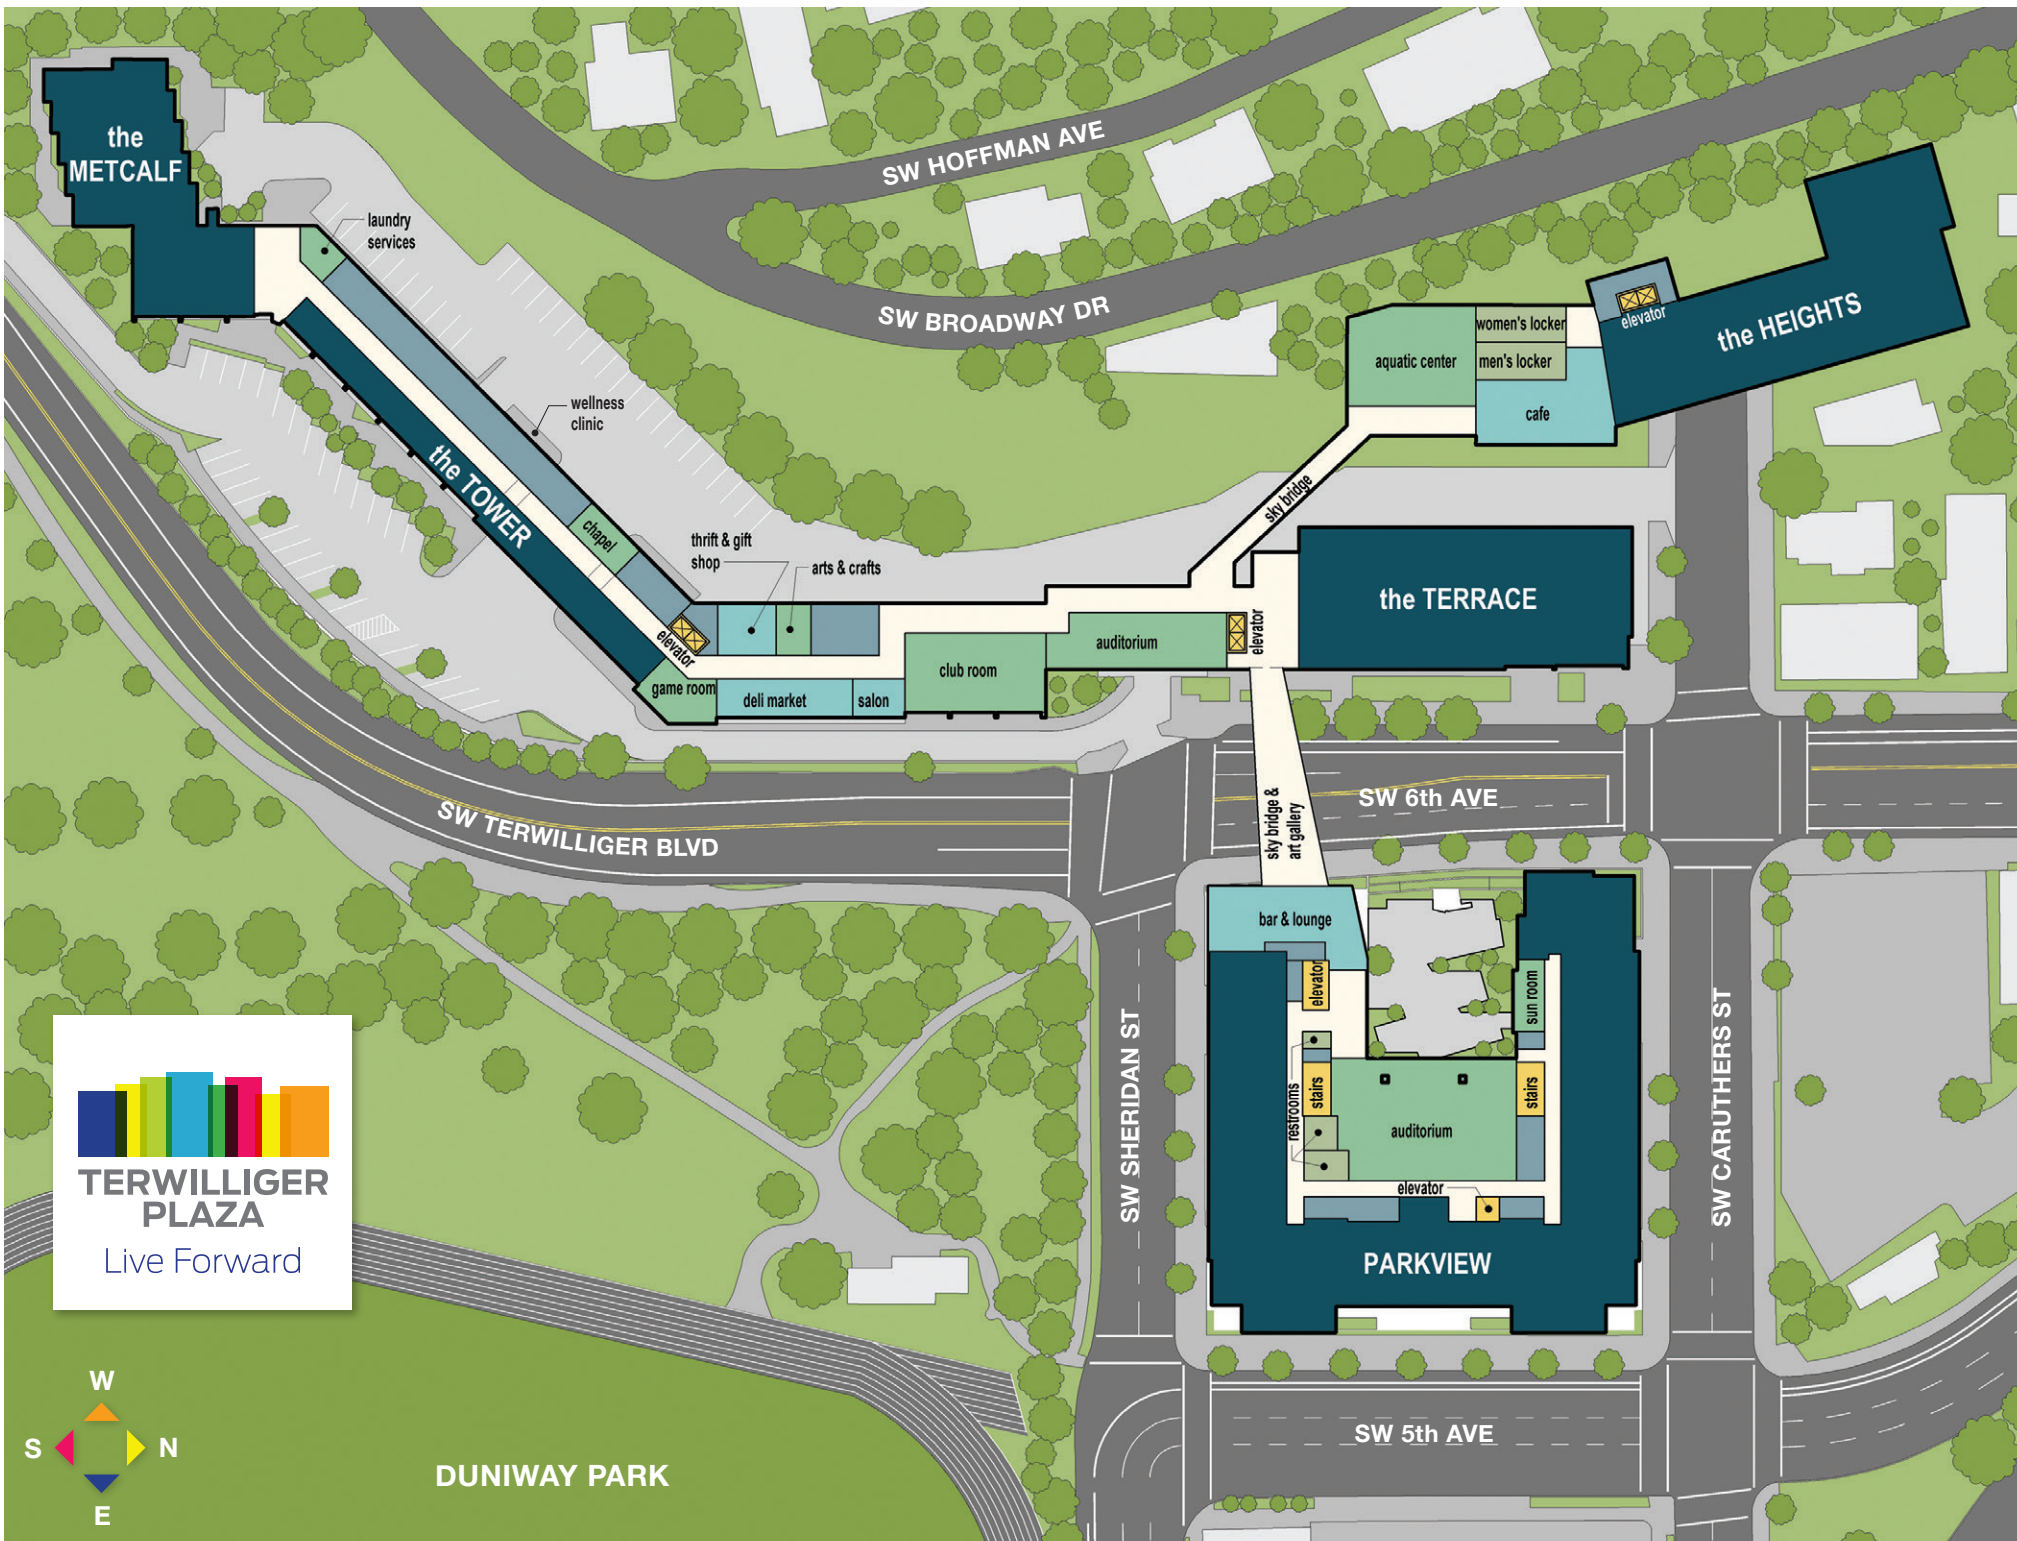 the
METCALF
laundry
services
SW HOFFMAN AVE
SW BROADWAY DR
women's locker
men's locker
aquatic center
cafe
elevator
the HEIGHTS
wellness
clinic
the TOWER
chapel
sky bridge
thrift & gift
shop
arts & crafts
the TERRACE
elevator
elevator
auditorium
club room
game room
deli market
salon
SW TERWILLIGER BLVD
sky bridge &
art gallery
SW 6th AVE
bar & lounge
elevator
sun room
restrooms
stairs
stairs
auditorium
elevator
PARKVIEW
SW SHERIDAN ST
SW CARUTHERS ST
TERWILLIGER
PLAZA
Live Forward
W
S
N
E
DUNIWAY PARK
SW 5th AVE